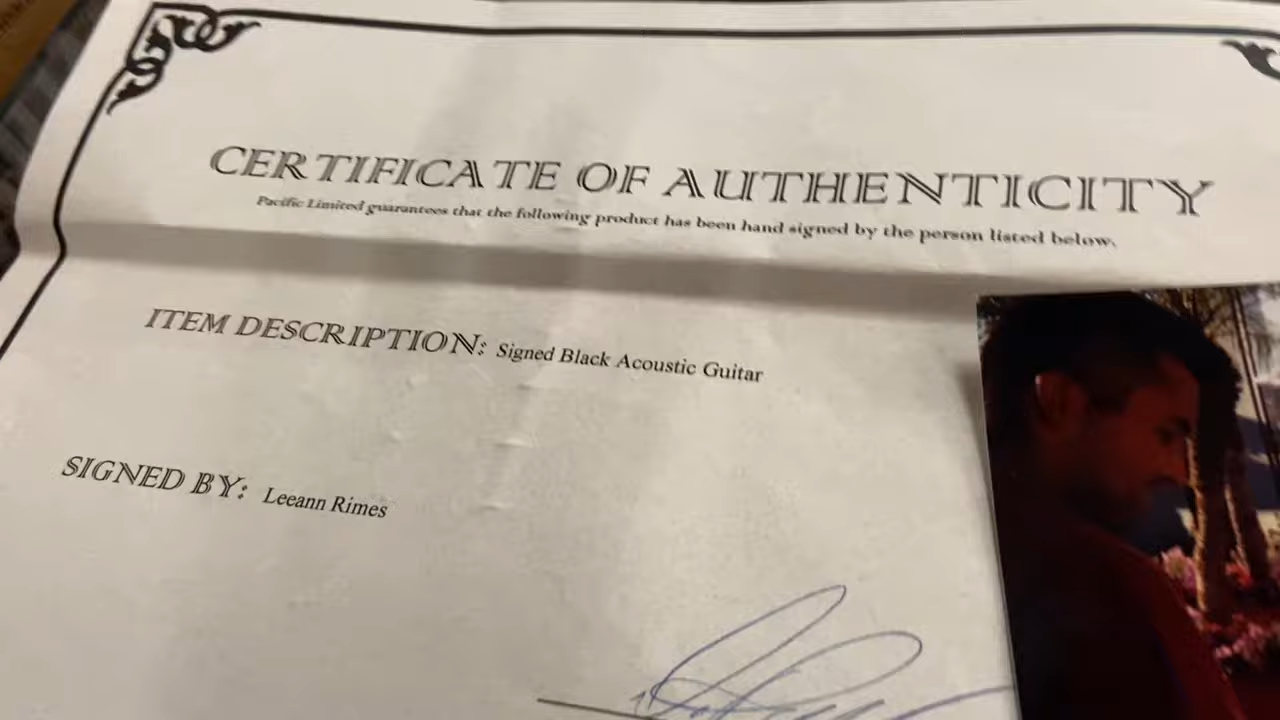 CERTIFICATE OF AUTHENTICITY
Pacific Limited guarantees that the following product has been hand signed by the person listed below.
ITEM DESCRIPTION: Signed Black Acoustic Guitar
SIGNED BY: Leeann Rimes